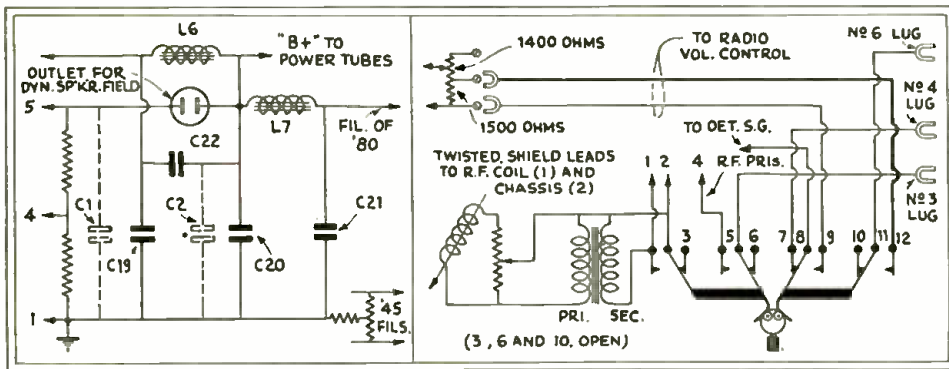 L6
"B+" TO
POWER TUBES
OUTLET FOR
DYN. SP'KR. FIELD
5
L7
FIL. OF
'80
C22
4
C1
C2
*
C21
C19
C20
1
'45
FILS.
1400 OHMS
1500 OHMS
TO RADIO
VOL. CONTROL
Nº 6 LUG
Nº 4
LUG
Nº 3
LUG
TO DET. S.G.
R.F. PRIS.
TWISTED, SHIELD LEADS
TO R.F. COIL (1) AND
CHASSIS (2)
1 2 4
3 5 6 7 8 9 10 11 12
PRI. SEC.
(3, 6 AND 10, OPEN)